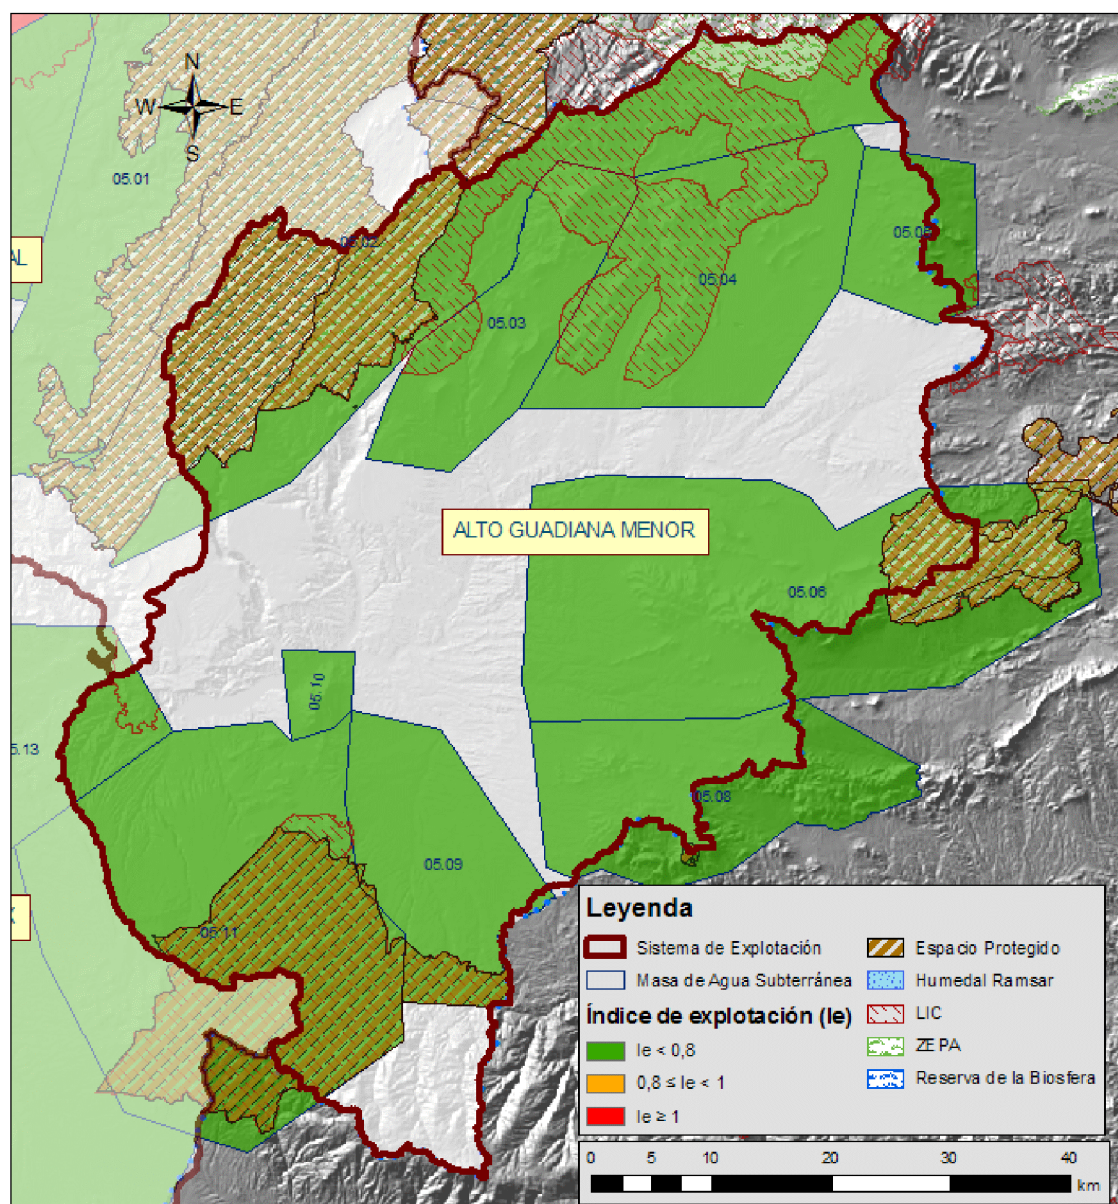 N
W E
S
05.01
05.02
AL
05.05
05.04
05.03
ALTO GUADIANA MENOR
05.06
05.10
5.13
05.08
05.09
X
05.11
Leyenda
Sistema de Explotación
Masa de Agua Subterránea
Índice de explotación (Ie)
Ie < 0,8
0,8 ≤ Ie < 1
Ie ≥ 1
Espacio Protegido
Humedal Ramsar
LIC
ZEPA
Reserva de la Biosfera
0 5 10 20 30 40
km